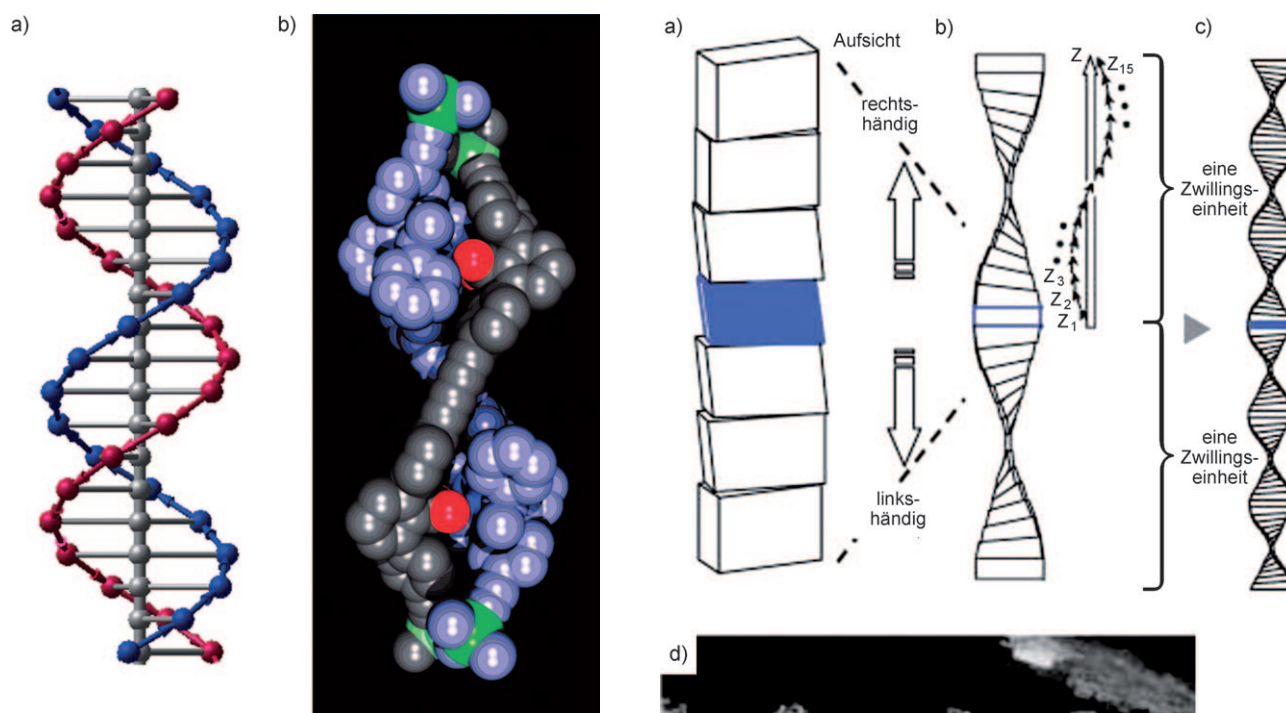 a)
b)
a)
Aufsicht
rechts-
händig
links-
händig
b)
Z
Z15
Z3
Z2
Z1
eine
Zwillings-
einheit
eine
Zwillings-
einheit
c)
d)